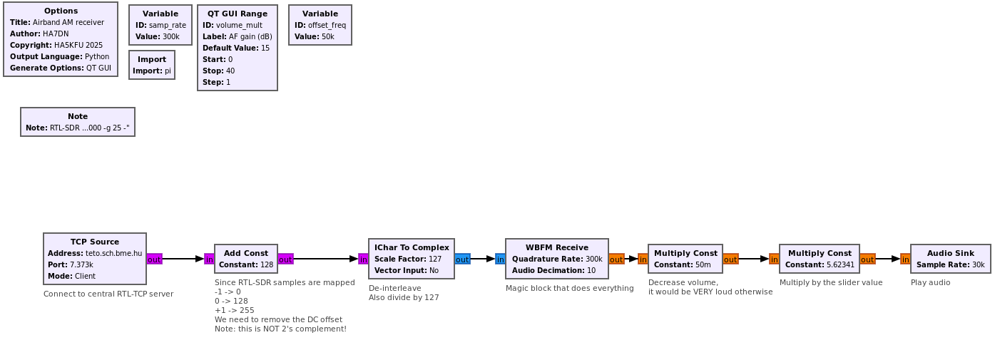 Options
Title: Airband AM receiver
Author: HA7DN
Copyright: HA5KFU 2025
Output Language: Python
Generate Options: QT GUI
Variable
ID: samp_rate
Value: 300k
Import
Import: pi
QT GUI Range
ID: volume_mult
Label: AF gain (dB)
Default Value: 15
Start: 0
Stop: 40
Step: 1
Variable
ID: offset_freq
Value: 50k
Note
Note: RTL-SDR ...000 -g 25 -"
TCP Source
Address: teto.sch.bme.hu
Port: 7.373k
Mode: Client
out
Connect to central RTL-TCP server
in
Add Const
Constant: 128
out
Since RTL-SDR samples are mapped
-1 -> 0
0 -> 128
+1 -> 255
We need to remove the DC offset
Note: this is NOT 2's complement!
in
IChar To Complex
Scale Factor: 127
Vector Input: No
out
De-interleave
Also divide by 127
in
WBFM Receive
Quadrature Rate: 300k
Audio Decimation: 10
out
Magic block that does everything
in
Multiply Const
Constant: 50m
out
Decrease volume,
it would be VERY loud otherwise
in
Multiply Const
Constant: 5.62341
out
Multiply by the slider value
in
Audio Sink
Sample Rate: 30k
Play audio